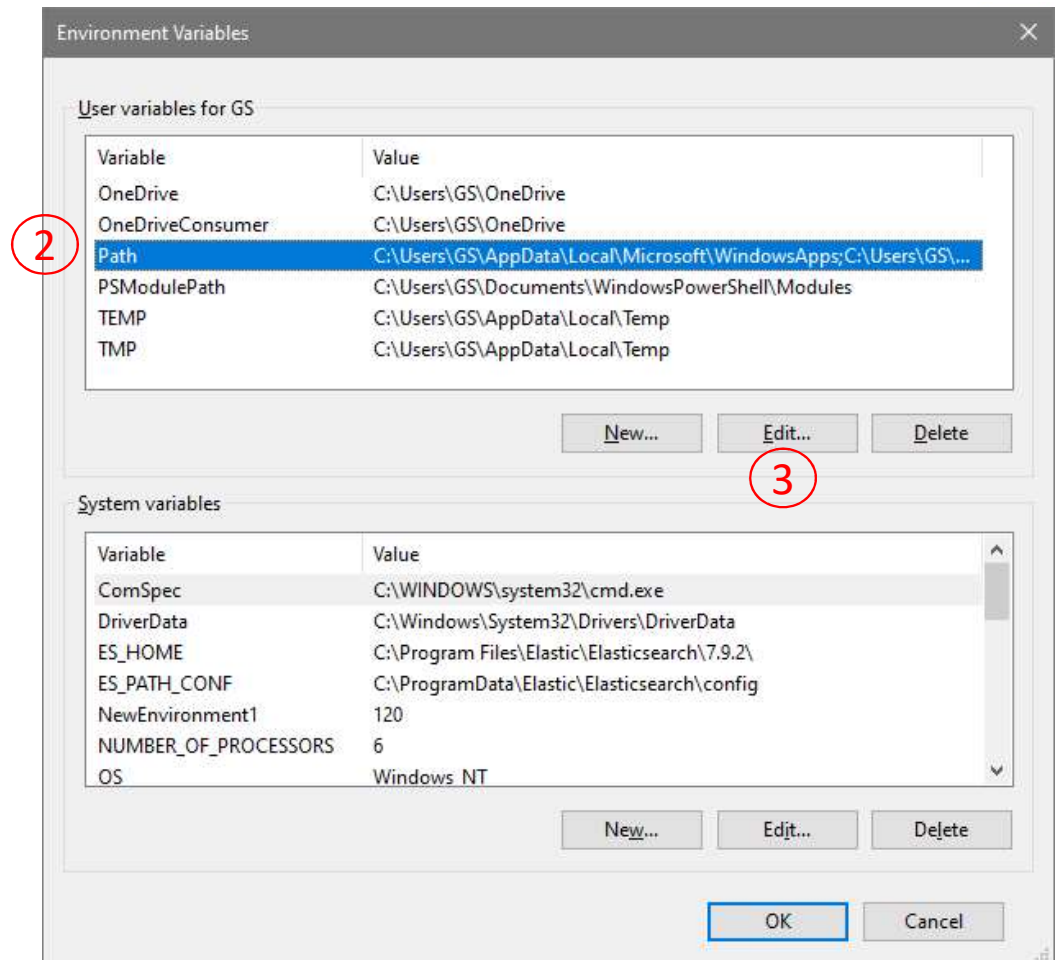 Environment Variables
User variables for GS
Variable Value
OneDrive C:\Users\GS\OneDrive
OneDriveConsumer C:\Users\GS\OneDrive
2
Path C:\Users\GS\AppData\Local\Microsoft\WindowsApps;C:\Users\GS\...
PSModulePath C:\Users\GS\Documents\WindowsPowerShell\Modules
TEMP C:\Users\GS\AppData\Local\Temp
TMP C:\Users\GS\AppData\Local\Temp
New... Edit... Delete
3
System variables
Variable Value
ComSpec C:\WINDOWS\system32\cmd.exe
DriverData C:\Windows\System32\Drivers\DriverData
ES_HOME C:\Program Files\Elastic\Elasticsearch\7.9.2\
ES_PATH_CONF C:\ProgramData\Elastic\Elasticsearch\config
NewEnvironment1 120
NUMBER_OF_PROCESSORS 6
OS Windows_NT
New... Edit... Delete
OK Cancel